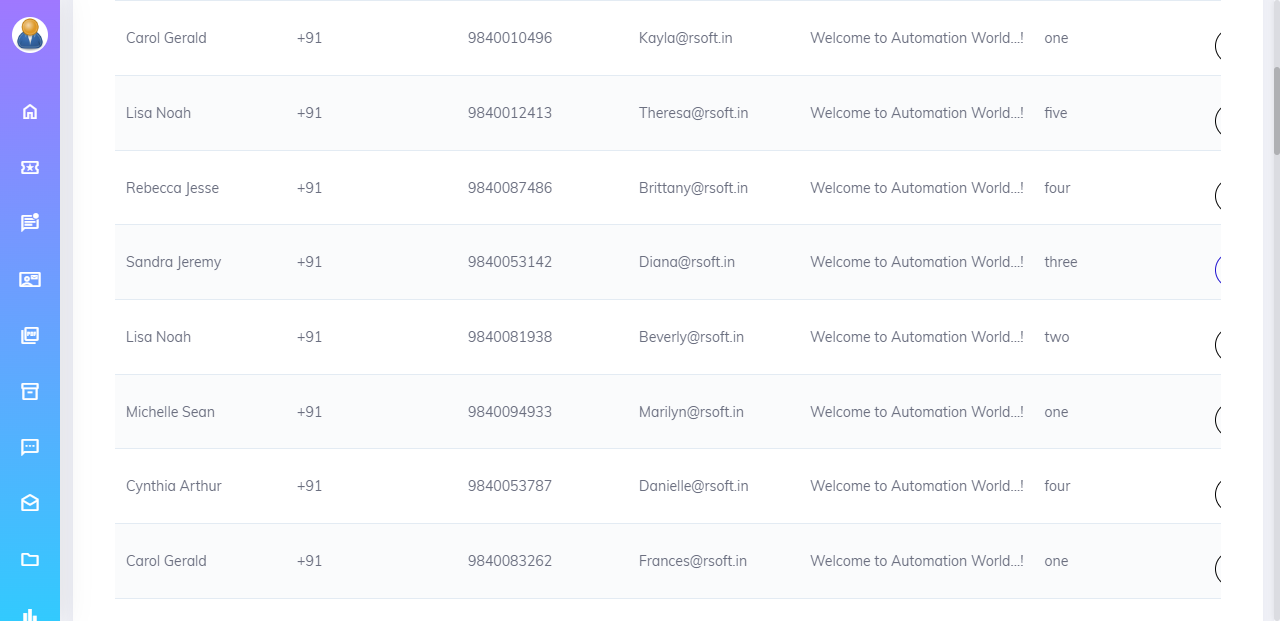 Carol Gerald +91 9840010496 Kayla@rsoft.in Welcome to Automation World...! one
Lisa Noah +91 9840012413 Theresa@rsoft.in Welcome to Automation World...! five
Rebecca Jesse +91 9840087486 Brittany@rsoft.in Welcome to Automation World...! four
Sandra Jeremy +91 9840053142 Diana@rsoft.in Welcome to Automation World...! three
Lisa Noah +91 9840081938 Beverly@rsoft.in Welcome to Automation World...! two
Michelle Sean +91 9840094933 Marilyn@rsoft.in Welcome to Automation World...! one
Cynthia Arthur +91 9840053787 Danielle@rsoft.in Welcome to Automation World...! four
Carol Gerald +91 9840083262 Frances@rsoft.in Welcome to Automation World...! one